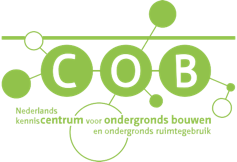 COB
Nederlands
kenniscentrum voor ondergronds bouwen
en ondergronds ruimtegebruik